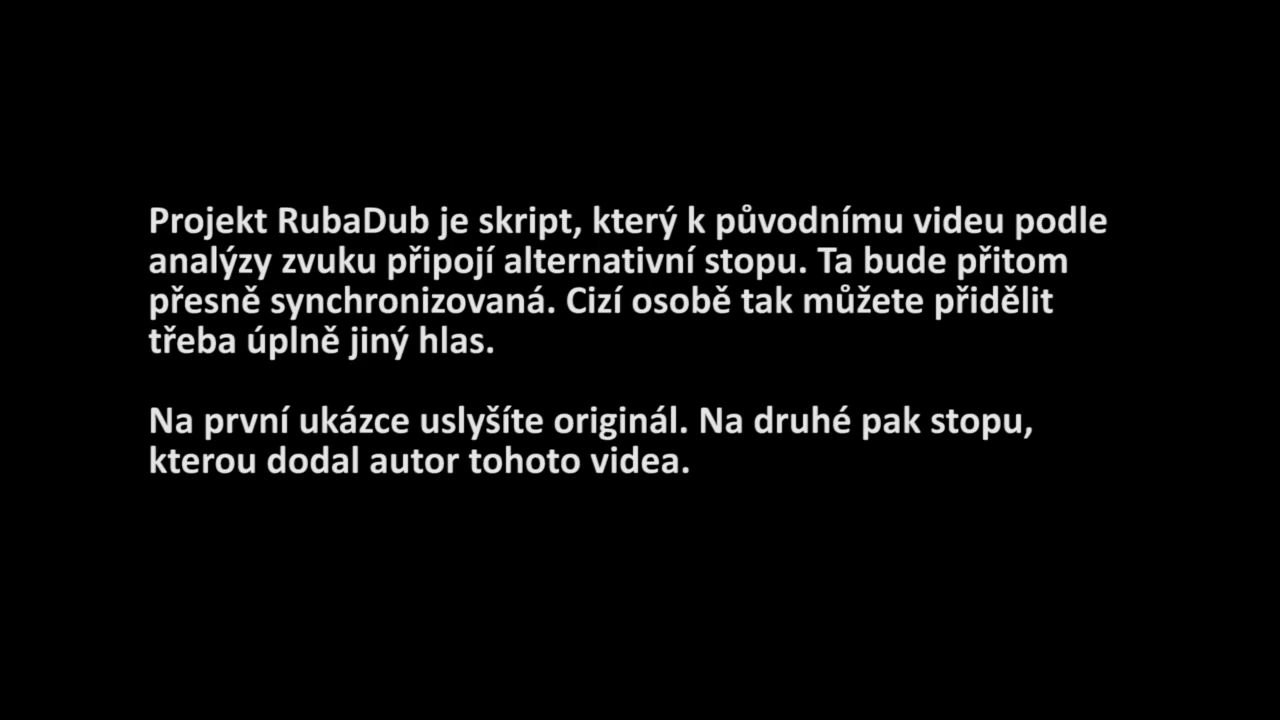 Projekt RubaDub je skript, který k původnímu videu podle
analýzy zvuku připojí alternativní stopu. Ta bude přitom
přesně synchronizovaná. Cizí osobě tak můžete přidělit
třeba úplně jiný hlas.
Na první ukázce uslyšíte originál. Na druhé pak stopu,
kterou dodal autor tohoto videa.